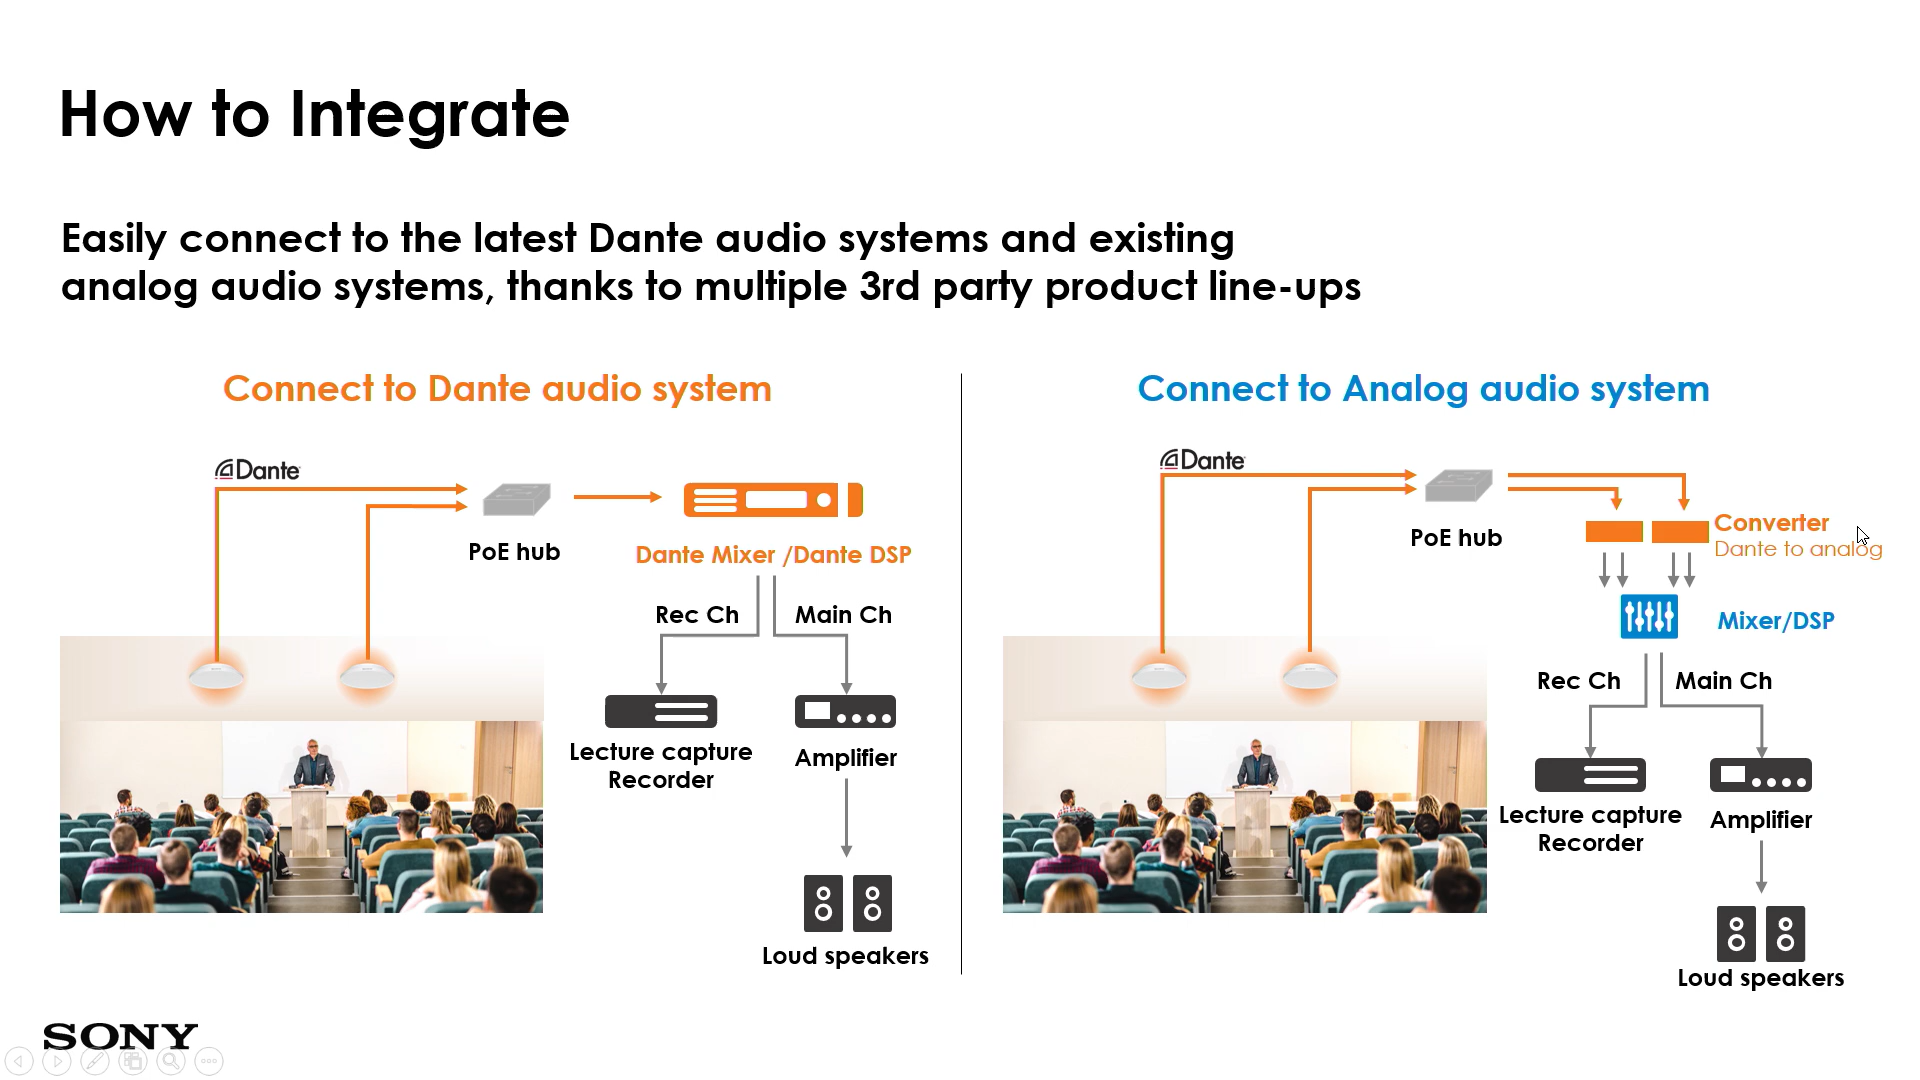 How to Integrate
Easily connect to the latest Dante audio systems and existing
analog audio systems, thanks to multiple 3rd party product line-ups
Connect to Dante audio system
Dante
PoE hub
Dante Mixer /Dante DSP
Rec Ch
Main Ch
Lecture capture
Recorder
Amplifier
Loud speakers
Connect to Analog audio system
Dante
PoE hub
Converter
Dante to analog
Mixer/DSP
Rec Ch
Main Ch
Lecture capture
Recorder
Amplifier
Loud speakers
SONY